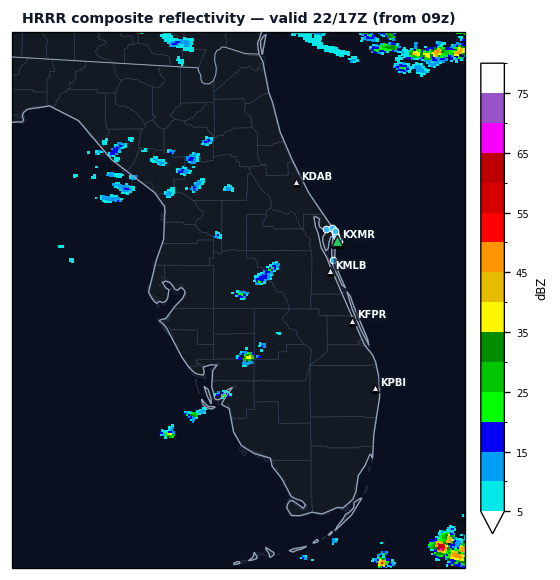 HRRR composite reflectivity — valid 22/17Z (from 09z)
KDAB
KXMR
KMLB
KFPR
KPBI
75
65
55
45
35
25
15
5
dBZ